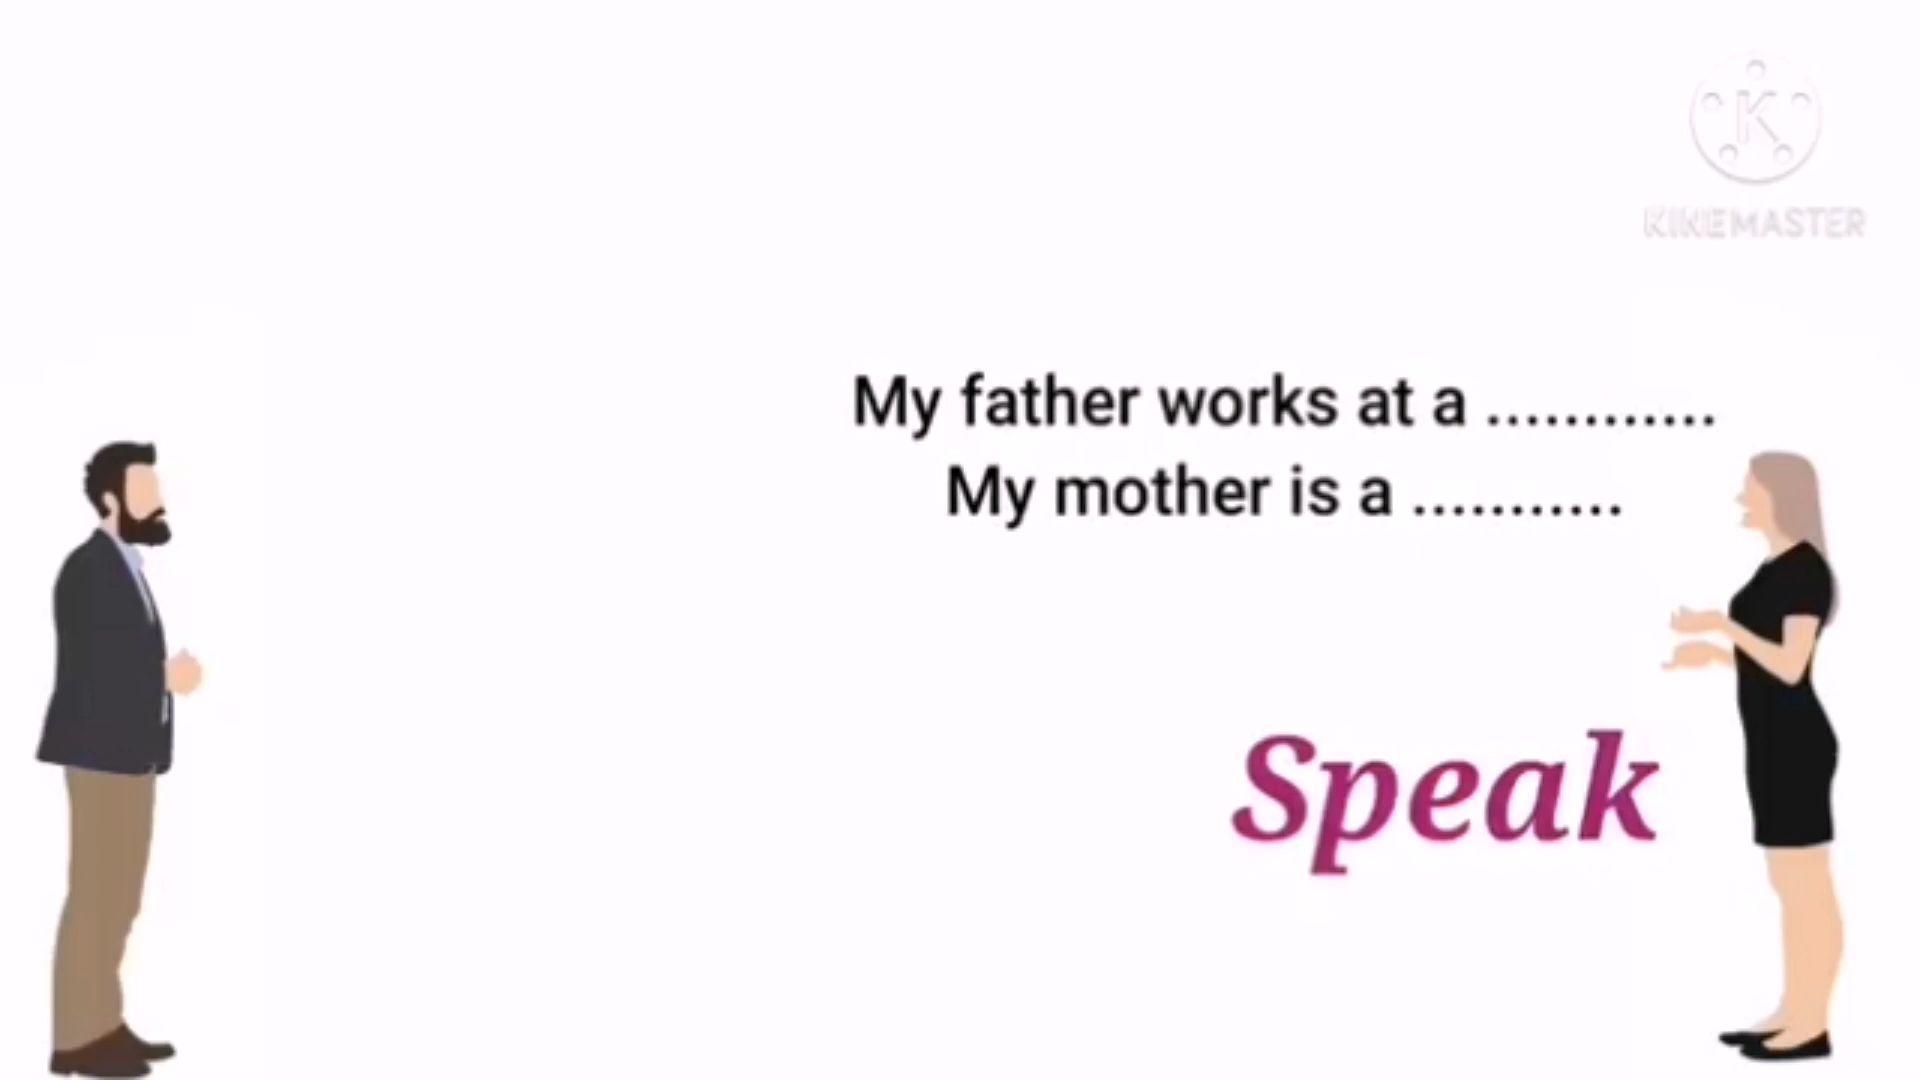 K
KINEMASTER
My father works at a ............
My mother is a ...........
Speak